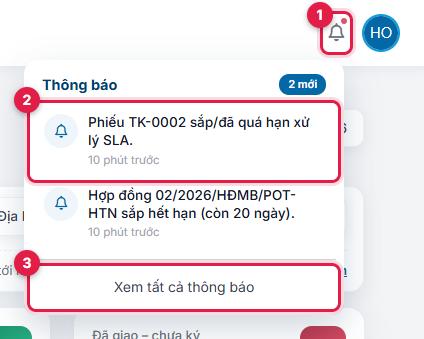 1
HO
2
Thông báo
2 mới
Phiếu TK-0002 sắp/đã quá hạn xử
lý SLA.
10 phút trước
Hợp đồng 02/2026/HĐMB/POT-
HTN sắp hết hạn (còn 20 ngày).
10 phút trước
Địa
3
Xem tất cả thông báo
Đã giao – chưa ký